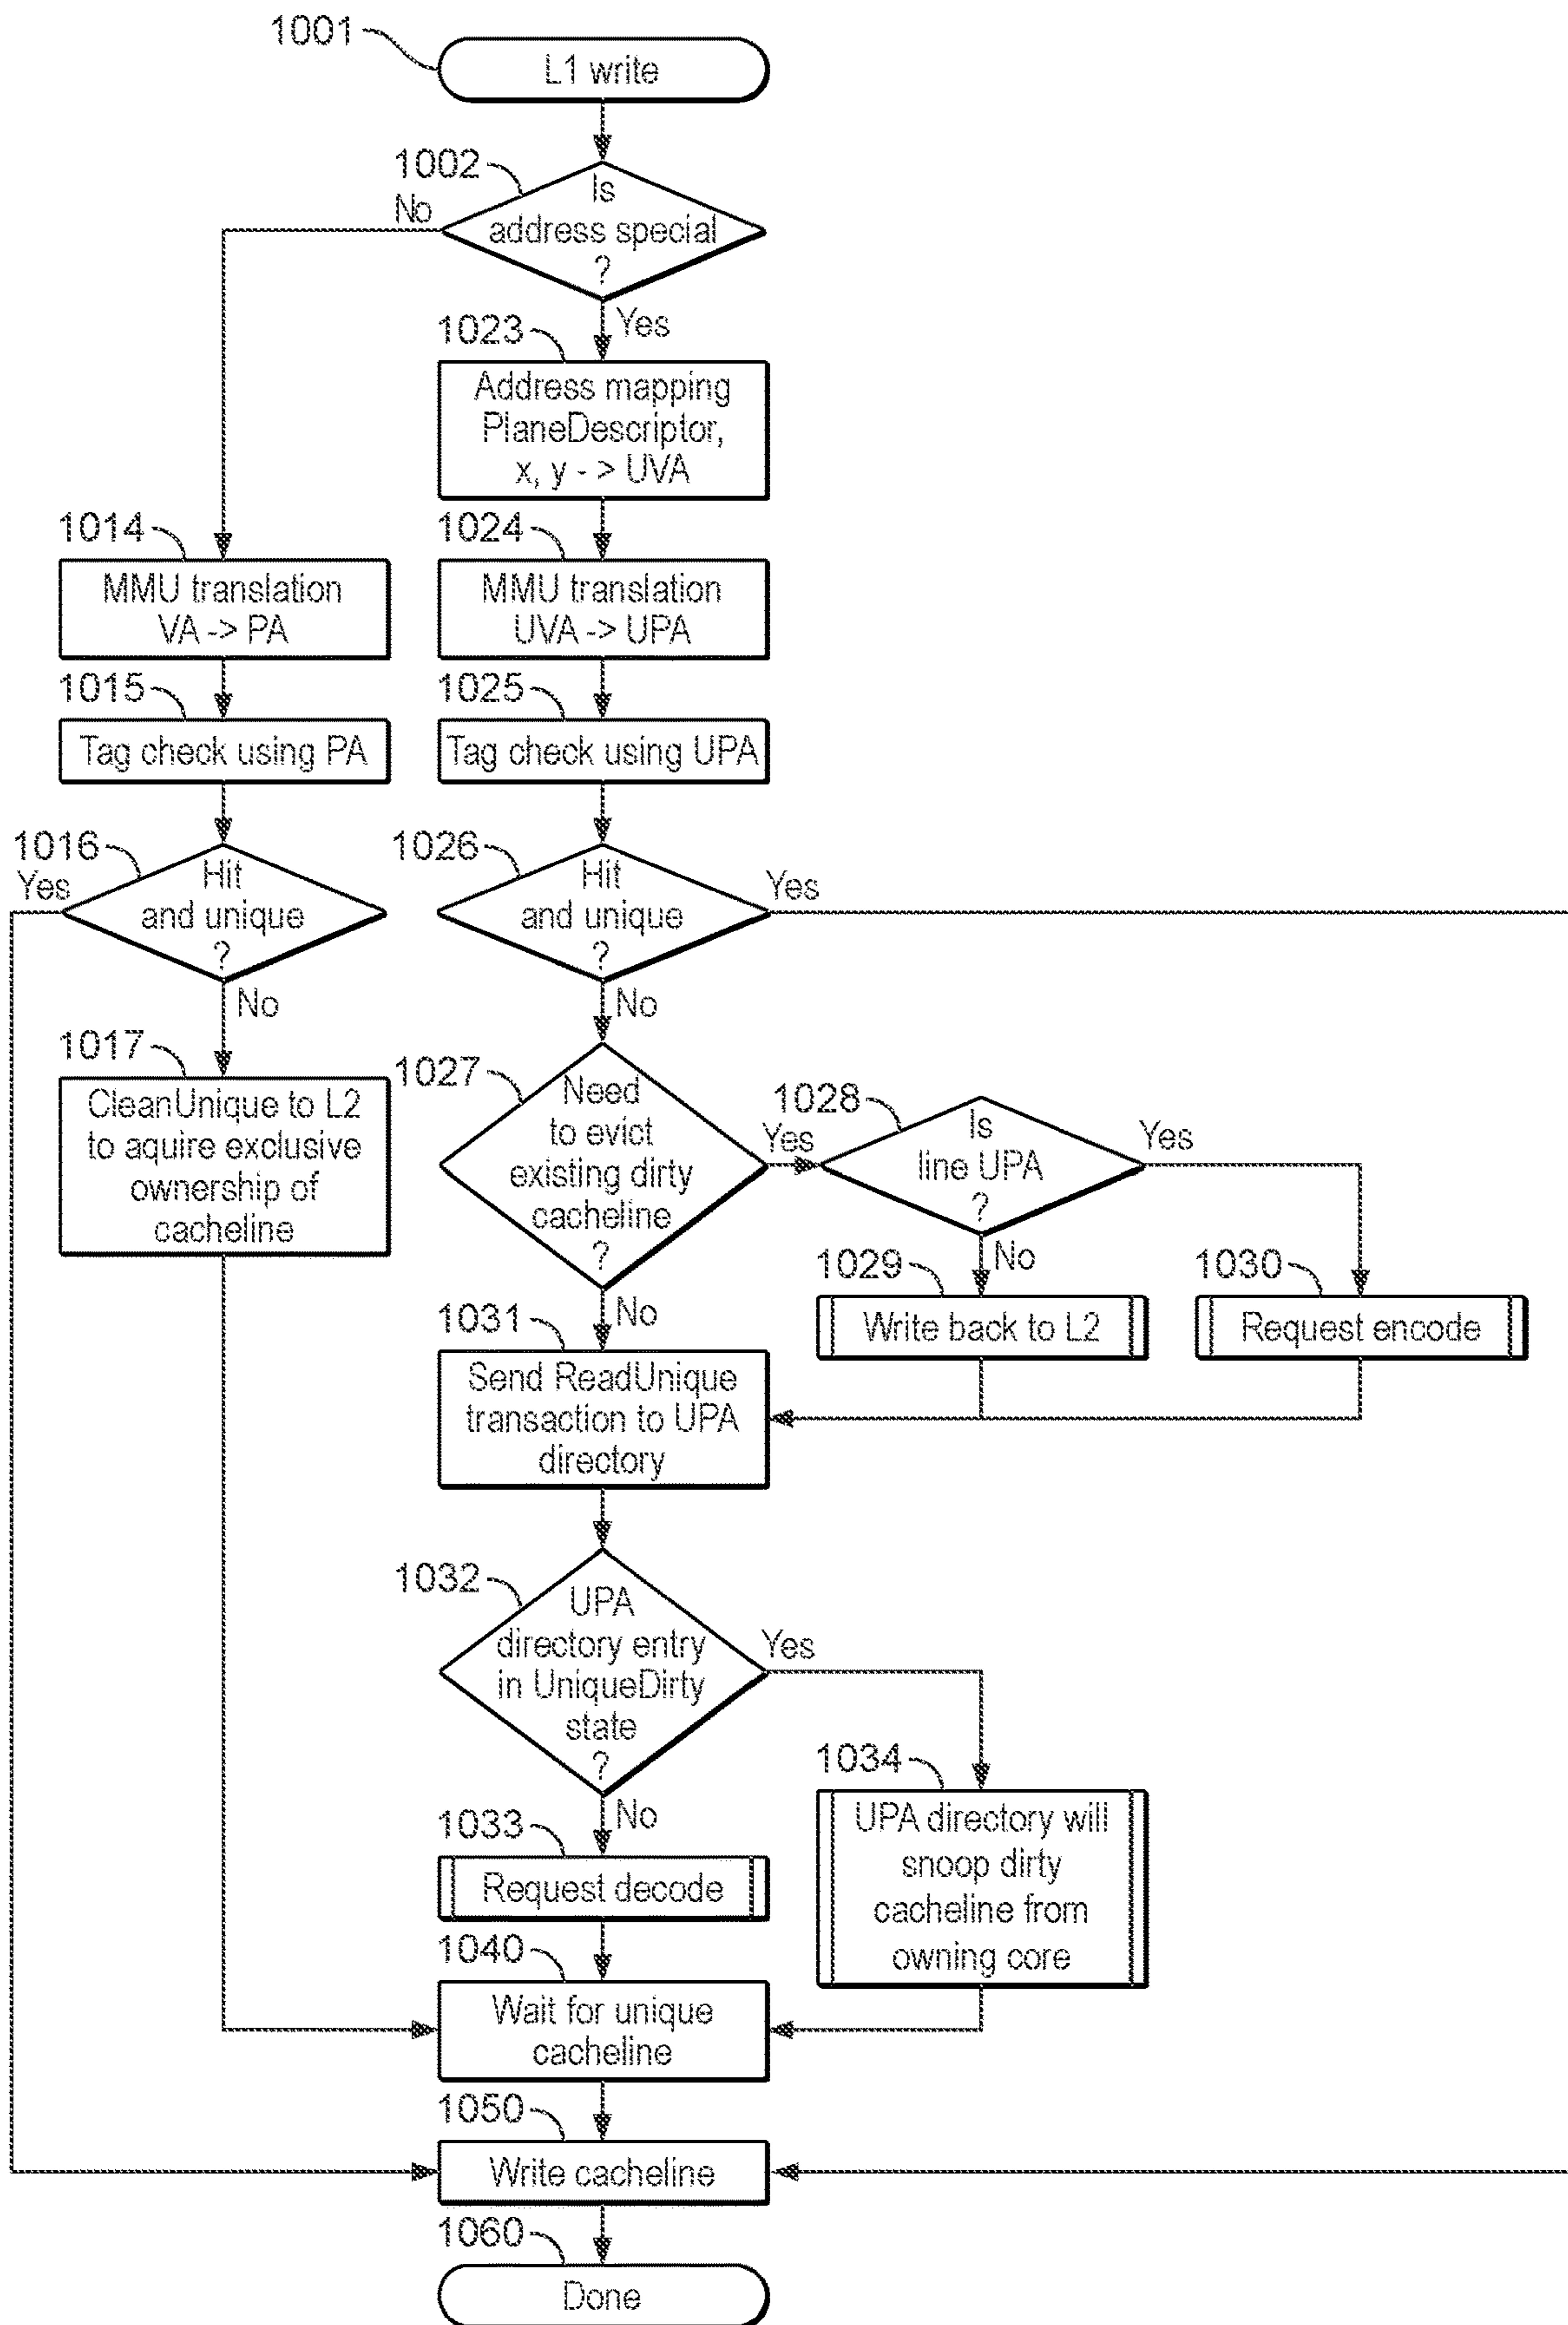 1001
L1 write
1002
Is
address special
?
No
Yes
1023
Address mapping
PlaneDescriptor,
x, y - > UVA
1014
MMU translation
VA -> PA
1024
MMU translation
UVA -> UPA
1015
Tag check using PA
1025
Tag check using UPA
1016
Yes
Hit
and unique
?
No
1026
Hit
and unique
?
Yes
No
1017
CleanUnique to L2
to aquire exclusive
ownership of
cacheline
1027
Need
to evict
existing dirty
cacheline
?
Yes
No
1028
Is
line UPA
?
Yes
No
1029
Write back to L2
1030
Request encode
1031
Send ReadUnique
transaction to UPA
directory
1032
UPA
directory entry
in UniqueDirty
state
?
Yes
No
1033
Request decode
1034
UPA directory will
snoop dirty
cacheline from
owning core
1040
Wait for unique
cacheline
1050
Write cacheline
1060
Done